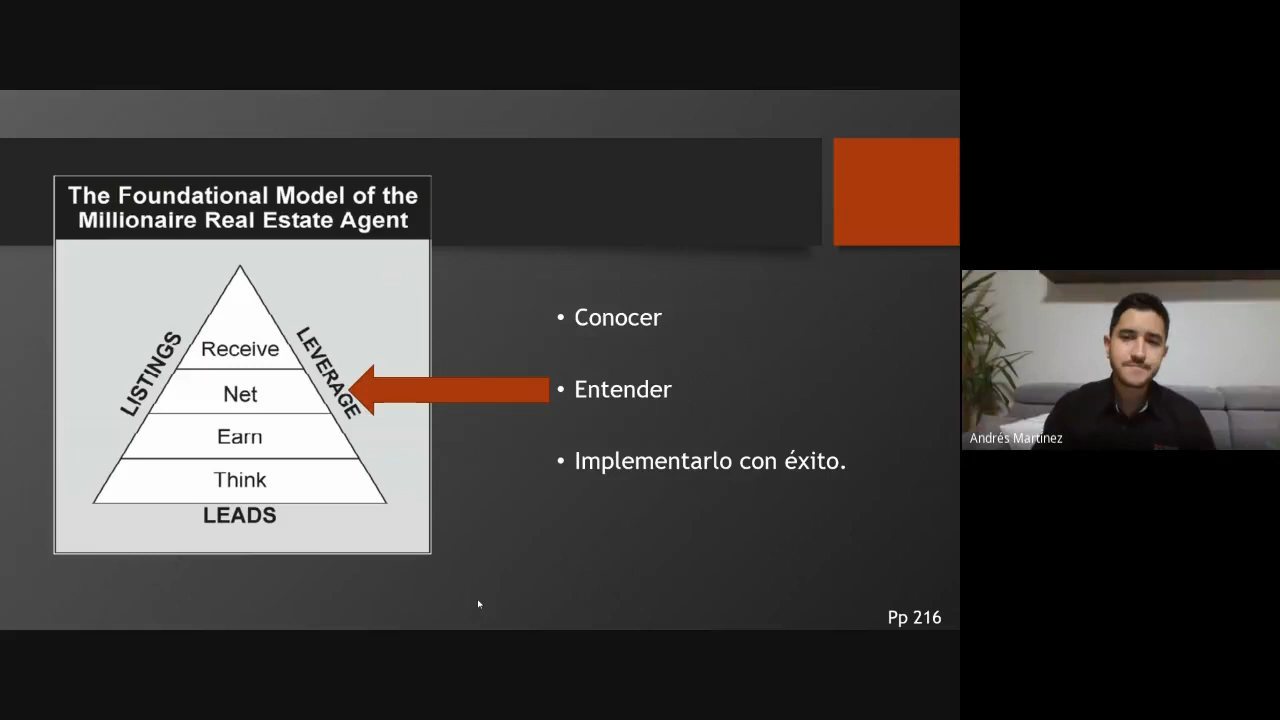 The Foundational Model of the
Millionaire Real Estate Agent
LISTINGS
LEVERAGE
Receive
Net
Earn
Think
LEADS
• Conocer
• Entender
• Implementarlo con éxito.
Pp 216
Andrés Martínez